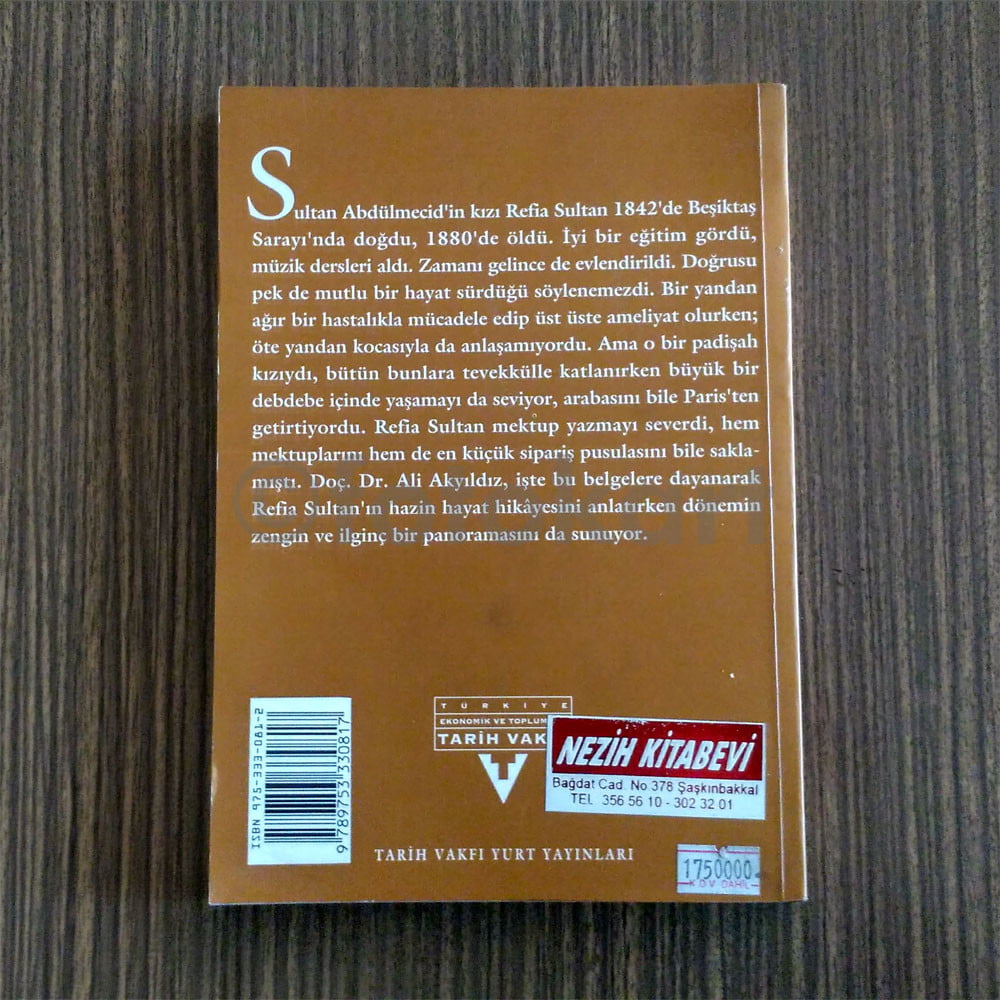 Sultan Abdülmecid'in kızı Refia Sultan 1842'de Beşiktaş
Sarayı'nda doğdu, 1880'de öldü. İyi bir eğitim gördü,
müzik dersleri aldı. Zamanı gelince de evlendirildi. Doğrusu
pek de mutlu bir hayat sürdüğü söylenemezdi. Bir yandan
ağır bir hastalıkla mücadele edip üst üste ameliyat olurken;
öte yandan kocasıyla da anlaşamıyordu. Ama o bir padişah
kızıydı, bütün bunlara tevekkülle katlanırken büyük bir
debdebe içinde yaşamayı da seviyor, arabasını bile Paris'ten
getirtiyordu. Refia Sultan mektup yazmayı severdi, hem
mektuplarını hem de en küçük sipariş pusulasını bile sakla-
mıştı. Doç. Dr. Ali Akyıldız, işte bu belgelere dayanarak
Refia Sultan'ın hazin hayat hikâyesini anlatırken dönemin
zengin ve ilginç bir panoramasını da sunuyor.
ISBN 975-333-081-2
9789753330817
TÜRKİYE
EKONOMİK VE TOPLUM
TARİH VAK
NEZİH KİTABEVİ
Bağdat Cad. No 378 Şaşkınbakkal
TEL. 356 56 10 - 302 32 01
TARİH VAKFI YURT YAYINLARI
1750000
K.D.V. DAHİL